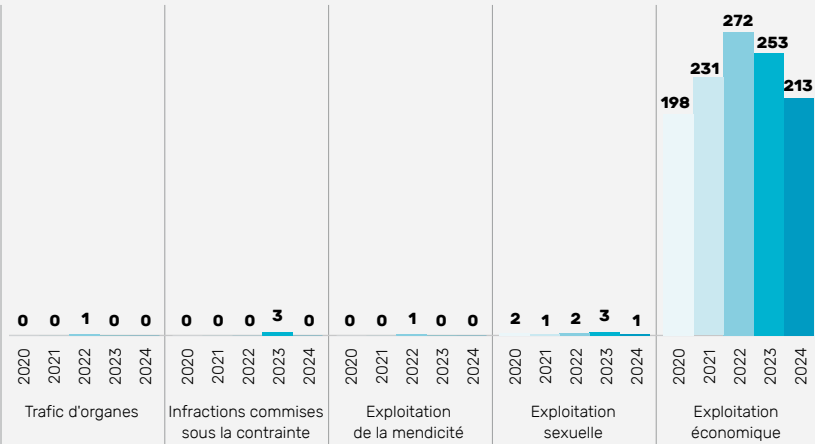 272
253
231
213
198
0 0 1 0 0
0 0 0 3 0
0 0 1 0 0
2 1 2 3 1
2020 2021 2022 2023 2024
2020 2021 2022 2023 2024
2020 2021 2022 2023 2024
2020 2021 2022 2023 2024
2020 2021 2022 2023 2024
Trafic d'organes
Infractions commises
sous la contrainte
Exploitation
de la mendicité
Exploitation
sexuelle
Exploitation
économique